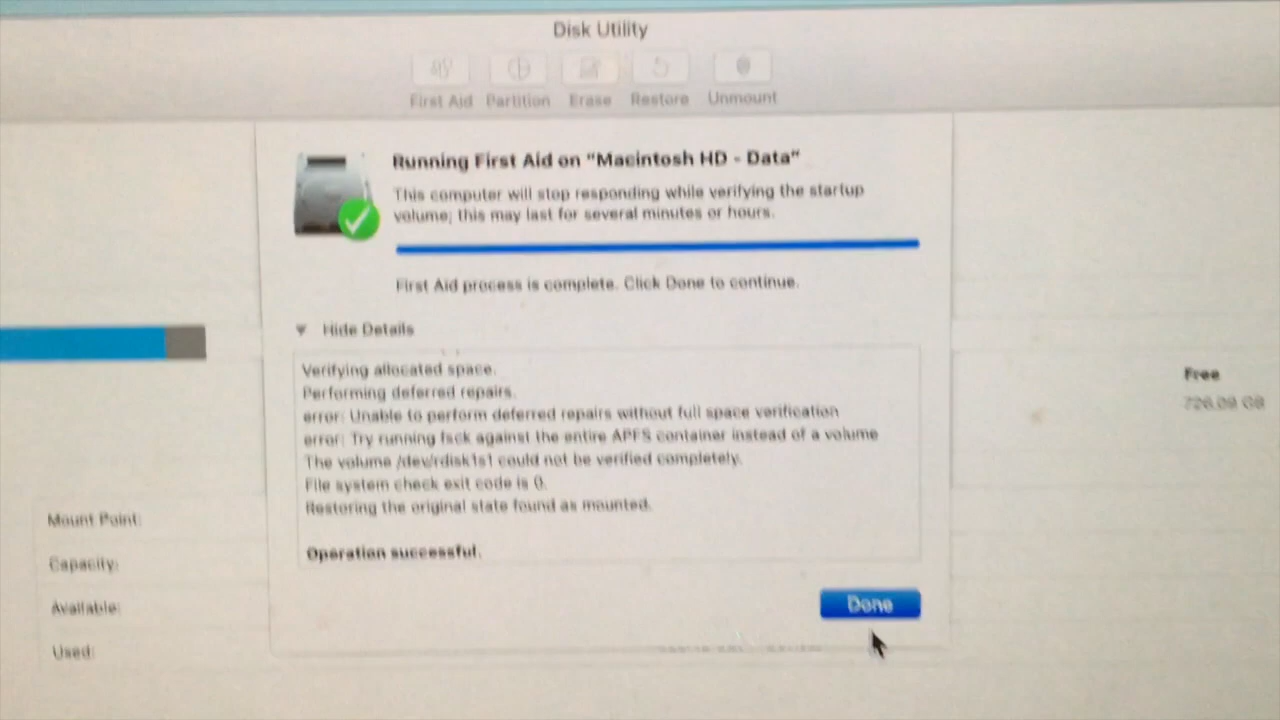 Disk Utility
First Aid Partition Erase Restore Unmount
Running First Aid on "Macintosh HD - Data"
This computer will stop responding while verifying the startup
volume; this may last for several minutes or hours.
First Aid process is complete. Click Done to continue.
Hide Details
Verifying allocated space.
Performing deferred repairs.
error: Unable to perform deferred repairs without full space verification
error: Try running fsck against the entire APFS container instead of a volume
The volume /dev/rdisk1s1 could not be verified completely.
File system check exit code is 0.
Restoring the original state found as mounted.
Operation successful.
Done
Free
726.09 GB
Mount Point:
Capacity:
Available:
Used: